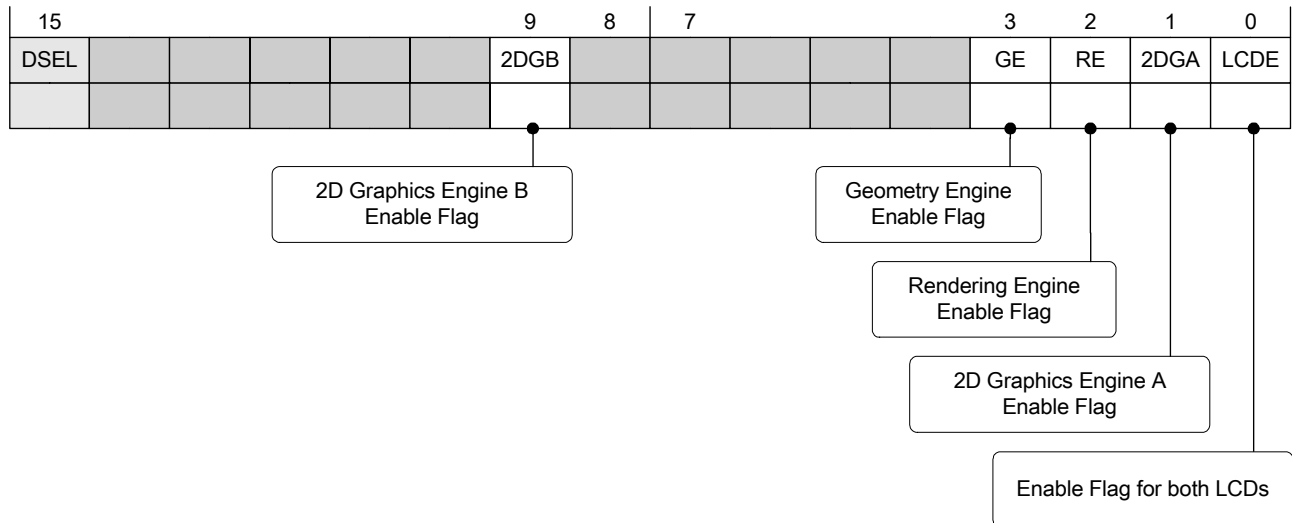 15 9 8 7 3 2 1 0
DSEL 2DGB GE RE 2DGA LCDE
2D Graphics Engine B
Enable Flag
Geometry Engine
Enable Flag
Rendering Engine
Enable Flag
2D Graphics Engine A
Enable Flag
Enable Flag for both LCDs